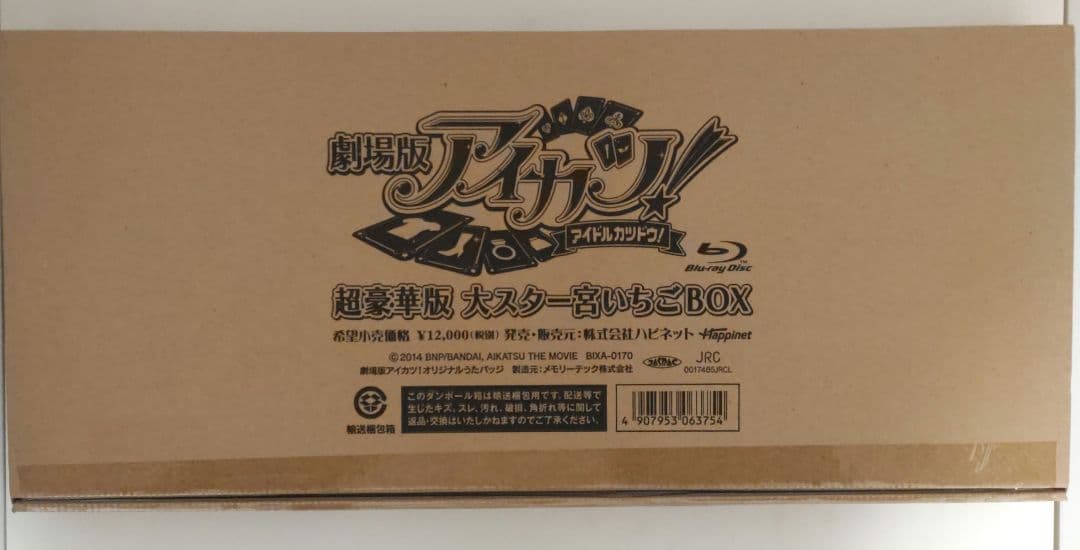 劇場版
アイカツ!
アイドルカツドウ!
Blu-ray Disc
超豪華版 大スター宮いちごBOX
希望小売価格 ¥12,000(税別) 発売・販売元:株式会社ハピネット Happinet
©2014 BNP/BANDAI, AIKATSU THE MOVIE BIXA-0170
劇場版アイカツ!オリジナルうたバッジ 製造元:メモリーテック株式会社
JASRAC
JRC
0017485JRCL
輸送梱包箱
このダンボール箱は輸送梱包用です。配送等で
生じたキズ、スレ、汚れ、破損、角折れ等に関して
返品・交換はいたしかねますのでご了承ください。
4 907953 063754